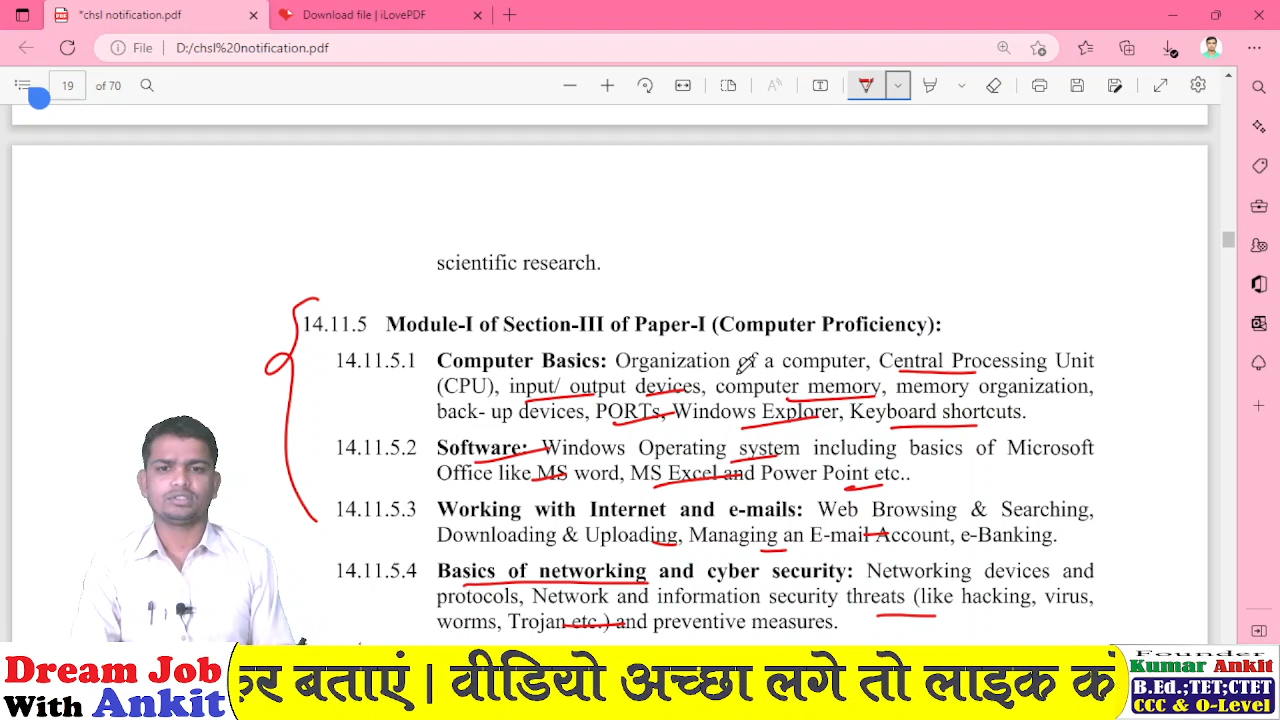 *chsl notification.pdf
Download file | iLovePDF
File
D:/chsl%20notification.pdf
19
of 70
scientific research.
14.11.5 Module-I of Section-III of Paper-I (Computer Proficiency):
14.11.5.1 Computer Basics: Organization of a computer, Central Processing Unit
(CPU), input/ output devices, computer memory, memory organization,
back- up devices, PORTs, Windows Explorer, Keyboard shortcuts.
14.11.5.2 Software: Windows Operating system including basics of Microsoft
Office like MS word, MS Excel and Power Point etc..
14.11.5.3 Working with Internet and e-mails: Web Browsing & Searching,
Downloading & Uploading, Managing an E-mail Account, e-Banking.
14.11.5.4 Basics of networking and cyber security: Networking devices and
protocols, Network and information security threats (like hacking, virus,
worms, Trojan etc.) and preventive measures.
Dream Job
With Ankit
बताएं | वीडियो अच्छा लगे तो लाइक
Founder
Kumar Ankit
B.Ed.;TET;CTET
CCC & O-Level